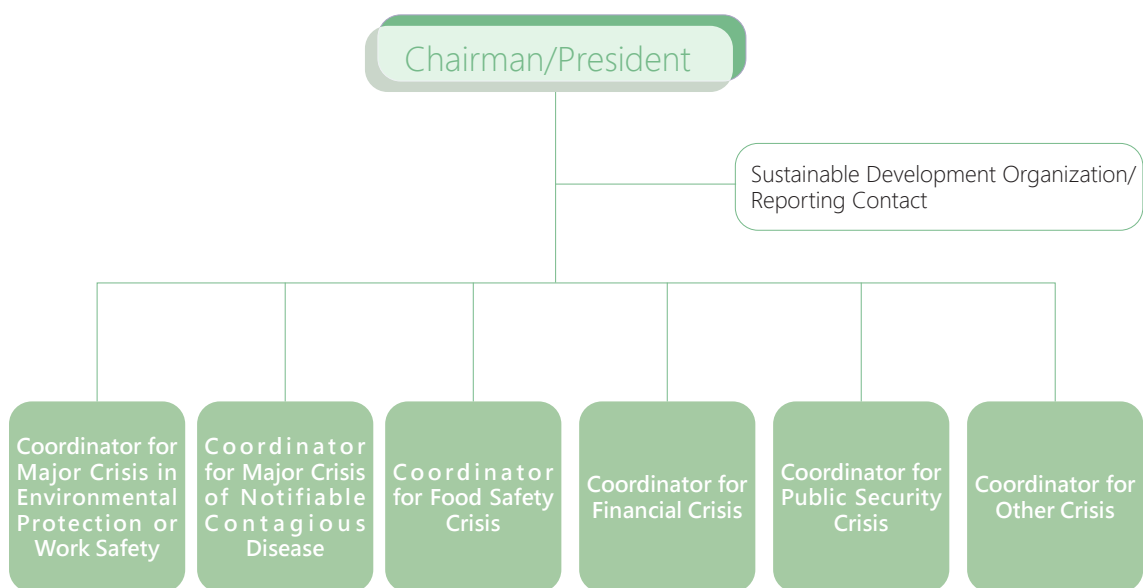 Chairman/President
Sustainable Development Organization/
Reporting Contact
Coordinator for
Major Crisis in
Environmental
Protection or
Work Safety
Coordinator
for Major Crisis
of Notifiable
Contagious
Disease
Coordinator
for Food Safety
Crisis
Coordinator for
Financial Crisis
Coordinator for
Public Security
Crisis
Coordinator for
Other Crisis